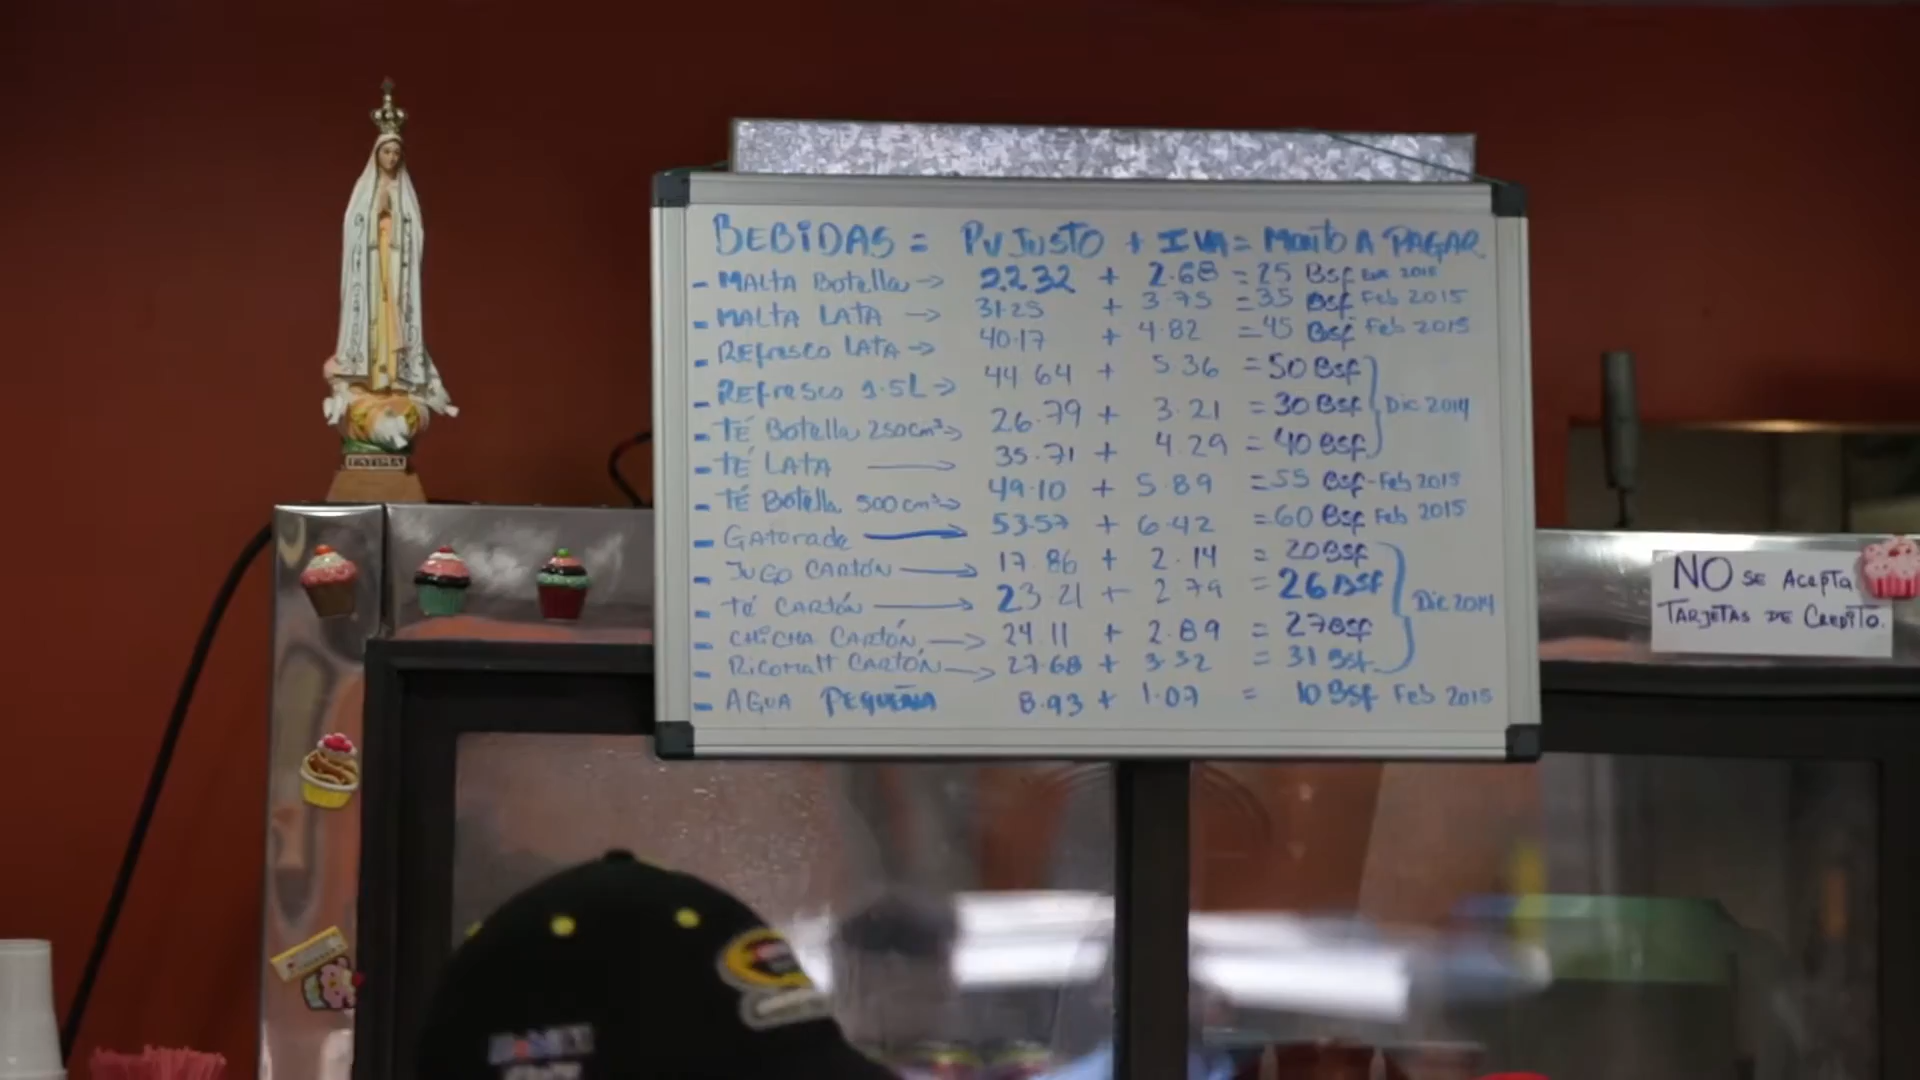 BEBIDAS = PV JUSTO + IVA = MONTO A PAGAR
- MALTA Botella → 22.32 + 2.68 = 25 Bsf Ene 2015
- MALTA LATA → 31.25 + 3.75 = 35 Bsf Feb 2015
- REfresco LATA → 40.17 + 4.82 = 45 Bsf Feb 2015
- REfresco 1.5L → 44 64 + 5 36 = 50 Bsf
- TÉ Botella 250cm³ → 26.79 + 3.21 = 30 Bsf Dic 2014
- TÉ LATA → 35.71 + 4.29 = 40 Bsf
- TÉ Botella 500cm³ → 49.10 + 5.89 = 55 Bsf - Feb 2015
- Gatorade → 53.57 + 6.42 = 60 Bsf Feb 2015
- JUGO CARTÓN → 17.86 + 2.14 = 20 Bsf
- TÉ CARTÓN → 23 21 + 2 79 = 26 Bsf Dic 2014
- CHICHA CARTÓN → 24.11 + 2.89 = 27 Bsf
- Ricomalt CARTÓN → 27.68 + 3.32 = 31 Bsf
- AGUA PEQUEÑA 8.93 + 1.07 = 10 Bsf Feb 2015
NO SE Acepta
TARJETAS DE CREDITO.